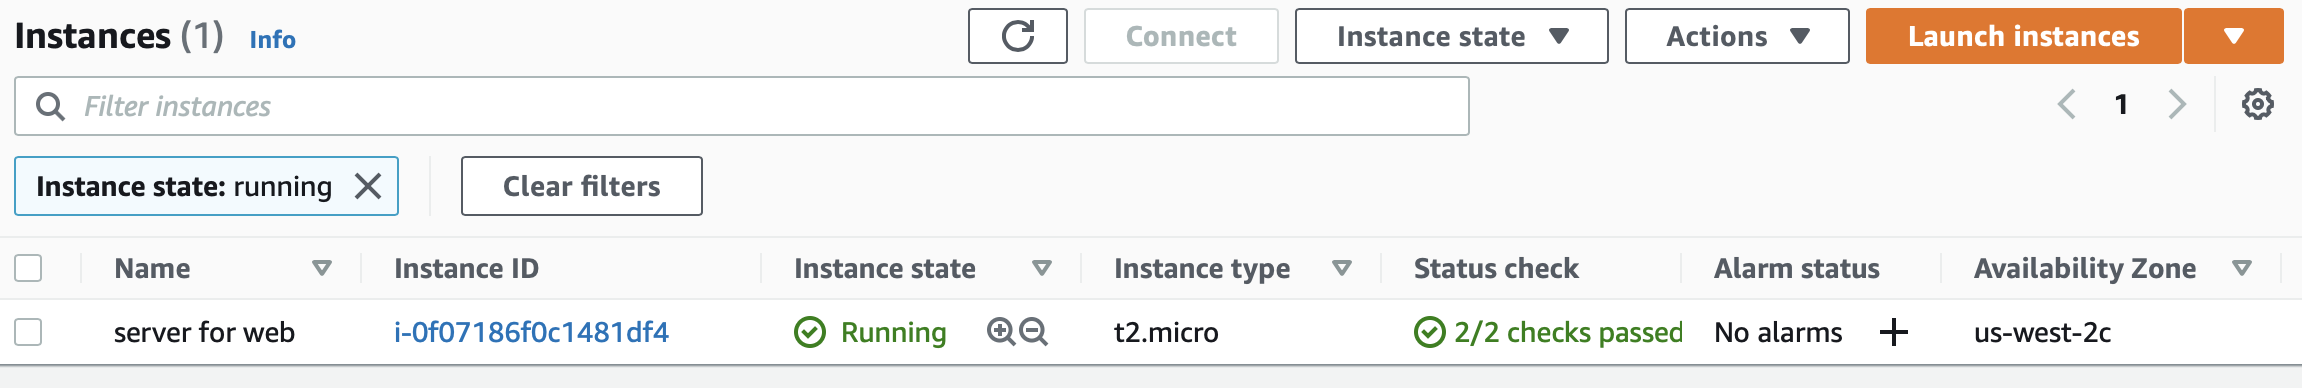 Instances (1) Info Connect Instance state Actions Launch instances
Filter instances 1
Instance state: running Clear filters
Name Instance ID Instance state Instance type Status check Alarm status Availability Zone
server for web i-0f07186f0c1481df4 Running t2.micro 2/2 checks passed No alarms + us-west-2c